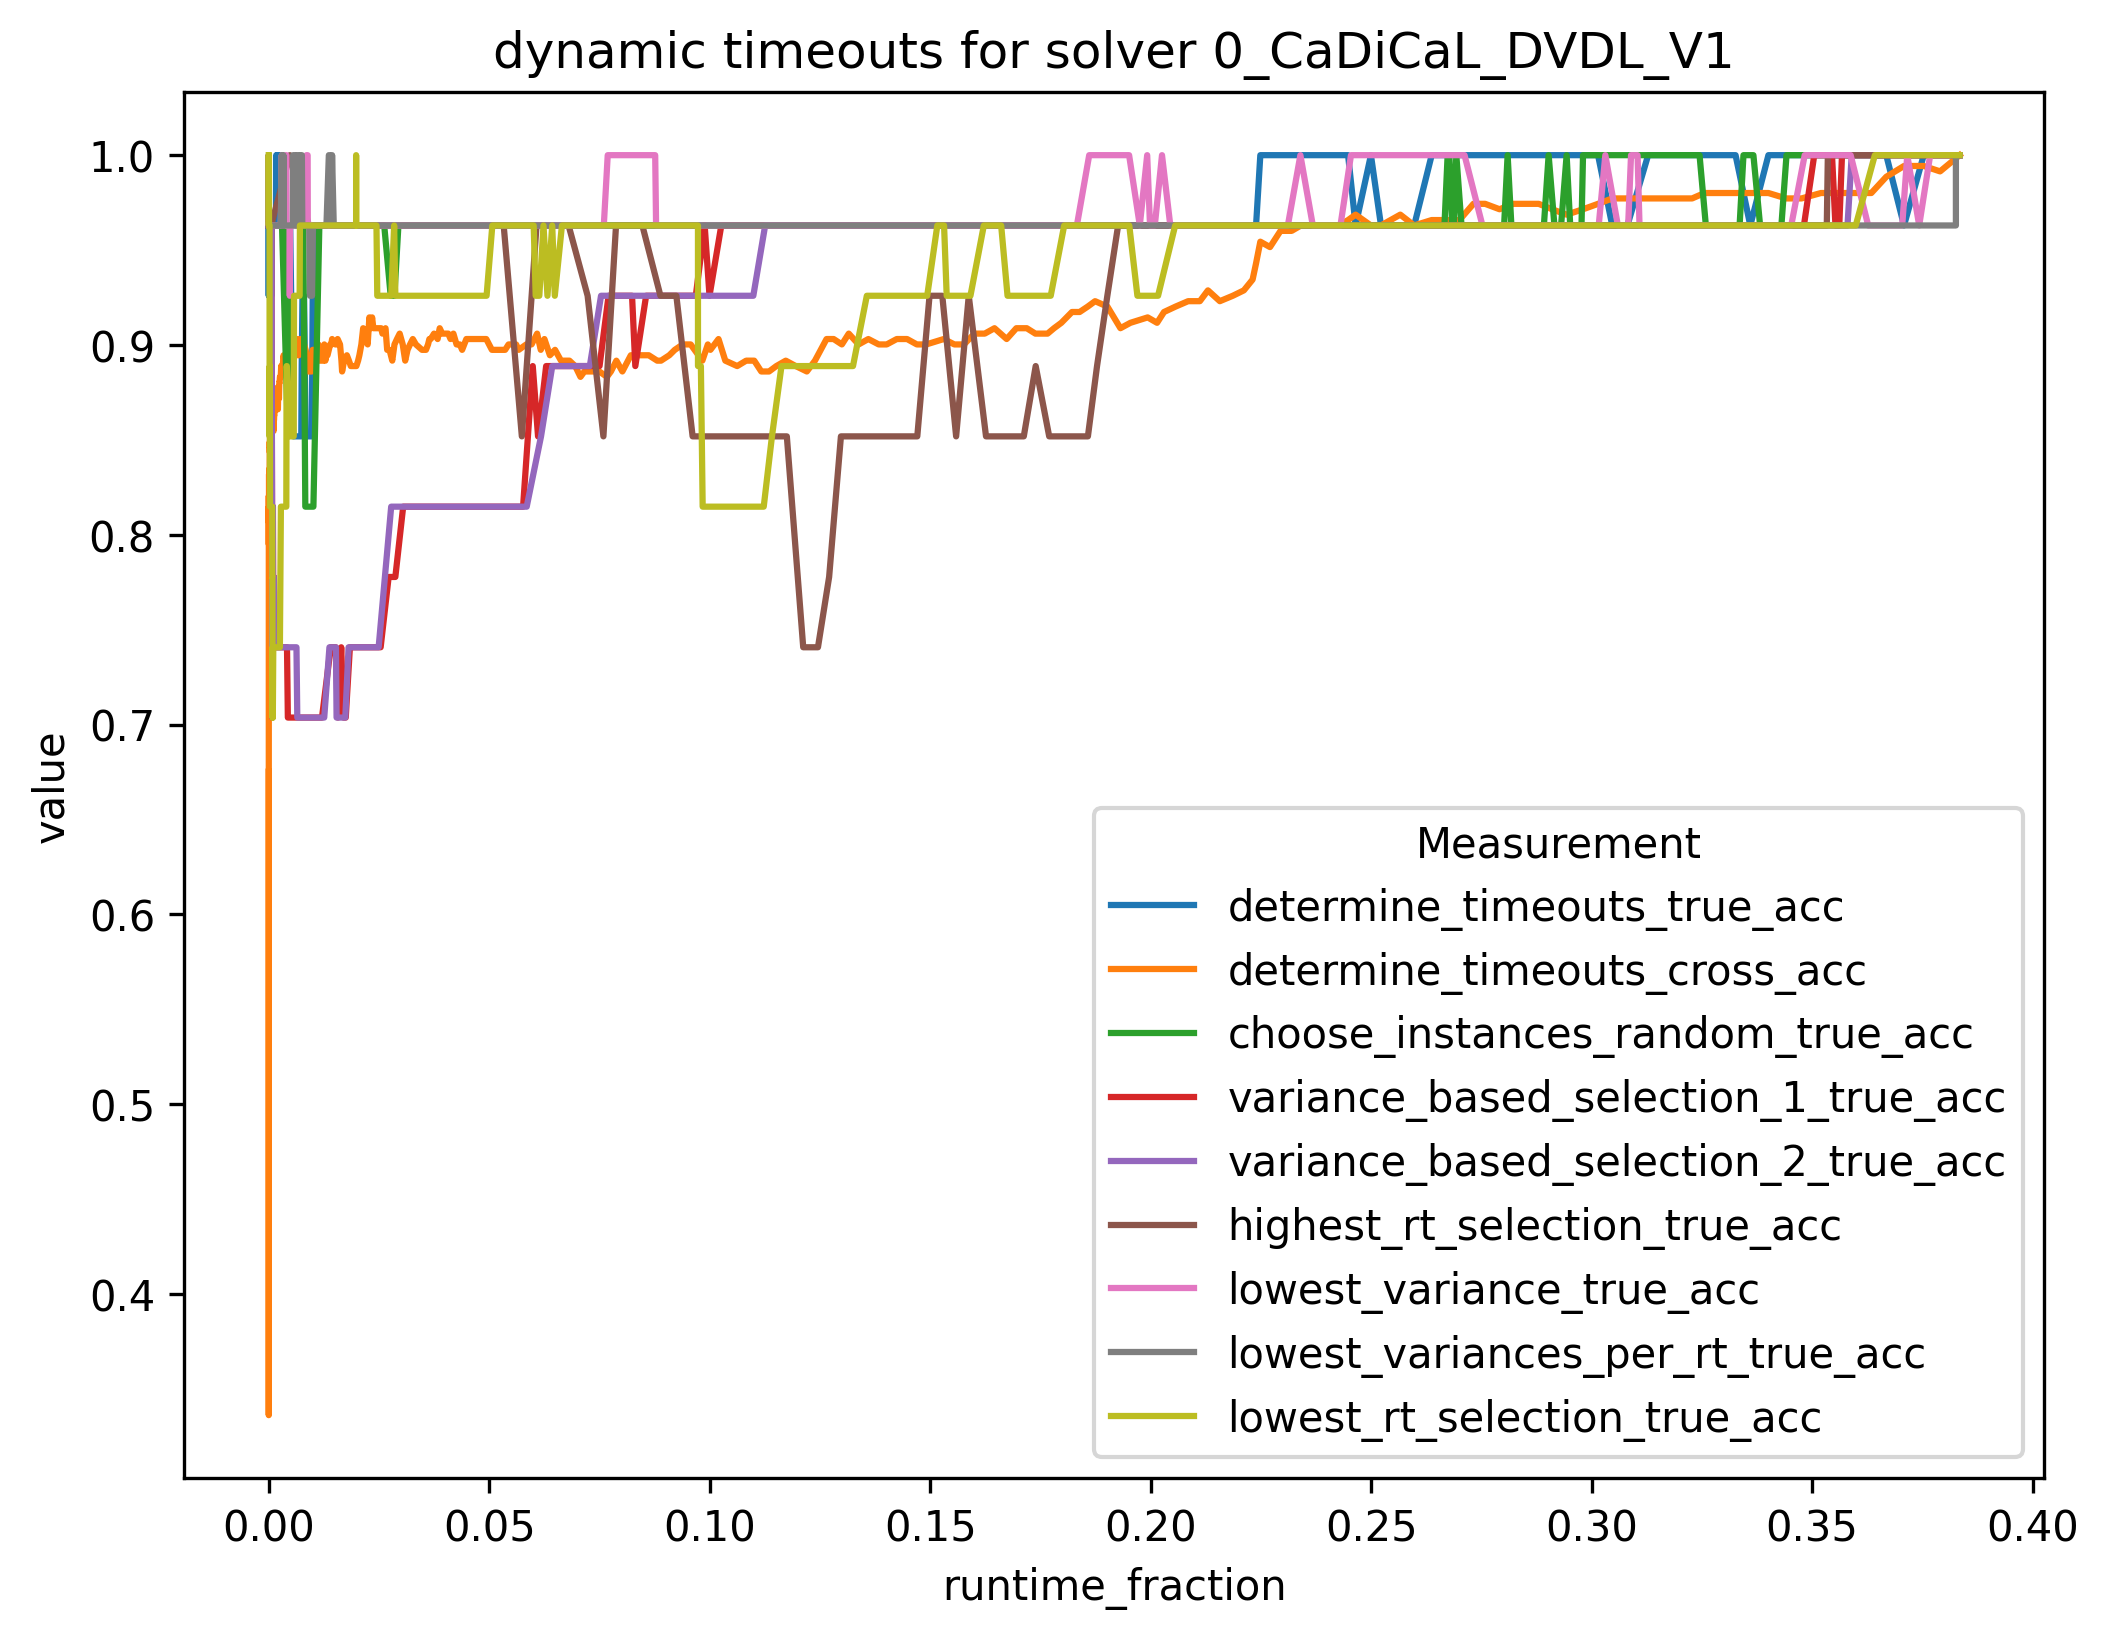 dynamic timeouts for solver 0_CaDiCaL_DVDL_V1
1.0
0.9
0.8
0.7
0.6
0.5
0.4
value
Measurement
determine_timeouts_true_acc
determine_timeouts_cross_acc
choose_instances_random_true_acc
variance_based_selection_1_true_acc
variance_based_selection_2_true_acc
highest_rt_selection_true_acc
lowest_variance_true_acc
lowest_variances_per_rt_true_acc
lowest_rt_selection_true_acc
0.00 0.05 0.10 0.15 0.20 0.25 0.30 0.35 0.40
runtime_fraction